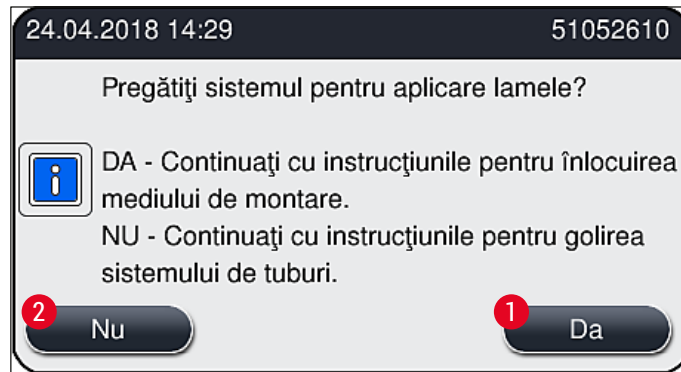 24.04.2018 14:29 51052610
Pregătiţi sistemul pentru aplicare lamele?
DA - Continuaţi cu instrucţiunile pentru înlocuirea
mediului de montare.
NU - Continuaţi cu instrucţiunile pentru golirea
sistemului de tuburi.
2 1
Nu Da